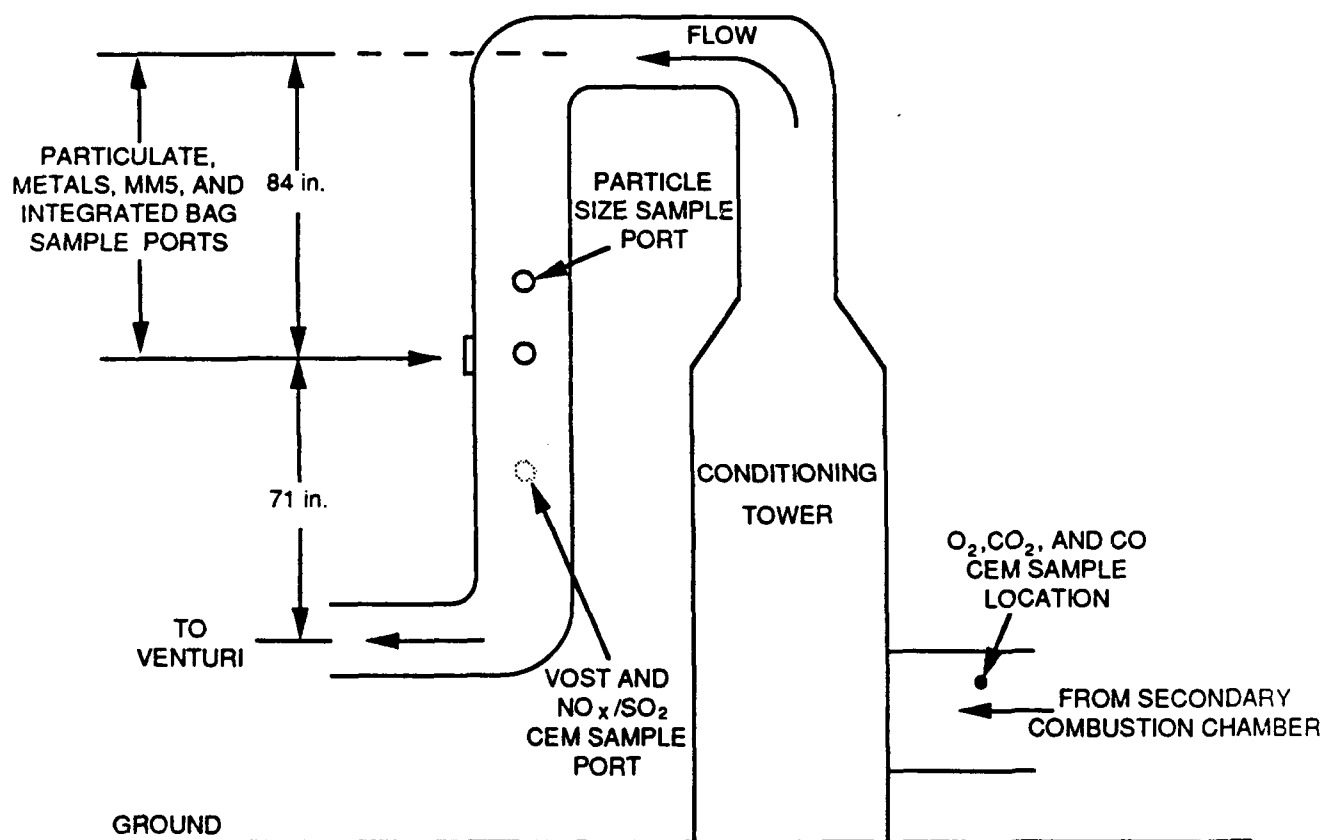 FLOW
PARTICULATE,
METALS, MM5, AND
INTEGRATED BAG
SAMPLE PORTS
84 in.
PARTICLE
SIZE SAMPLE
PORT
71 in.
CONDITIONING
TOWER
O₂,CO₂, AND CO
CEM SAMPLE
LOCATION
TO
VENTURI
VOST AND
NOₓ/SO₂
CEM SAMPLE
PORT
FROM SECONDARY
COMBUSTION CHAMBER
GROUND